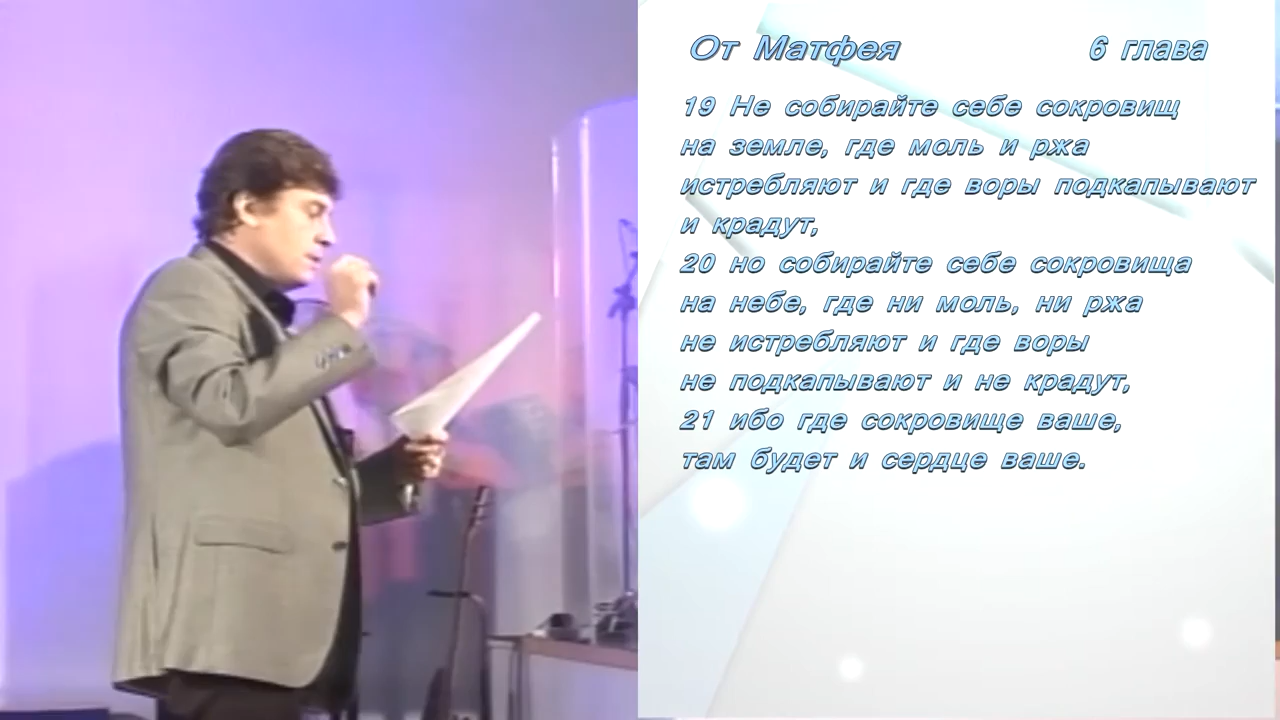 От Матфея 6 глава
19 Не собирайте себе сокровищ
на земле, где моль и ржа
истребляют и где воры подкапывают
и крадут,
20 но собирайте себе сокровища
на небе, где ни моль, ни ржа
не истребляют и где воры
не подкапывают и не крадут,
21 ибо где сокровище ваше,
там будет и сердце ваше.